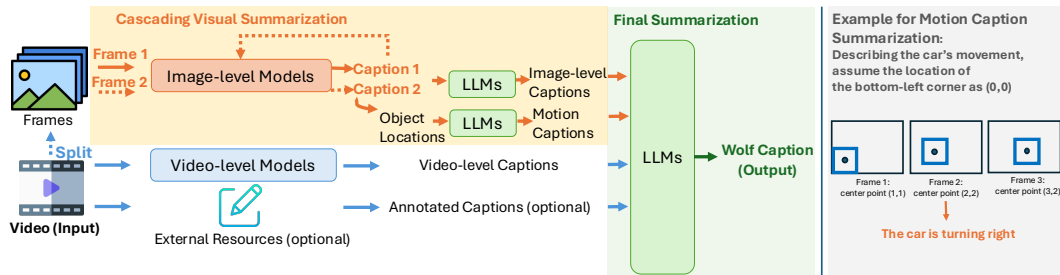 Cascading Visual Summarization
Final Summarization
Frame 1
Frame 2
Image-level Models
Caption 1
Caption 2
LLMs
Image-level
Captions
Object
Locations
LLMs
Motion
Captions
Frames
Split
Video-level Models
Video-level Captions
Video (Input)
External Resources (optional)
Annotated Captions (optional)
LLMs
Wolf Caption
(Output)
Example for Motion Caption
Summarization:
Describing the car's movement,
assume the location of
the bottom-left corner as (0,0)
Frame 1:
center point (1,1)
Frame 2:
center point (2,2)
Frame 3:
center point (3,2)
The car is turning right